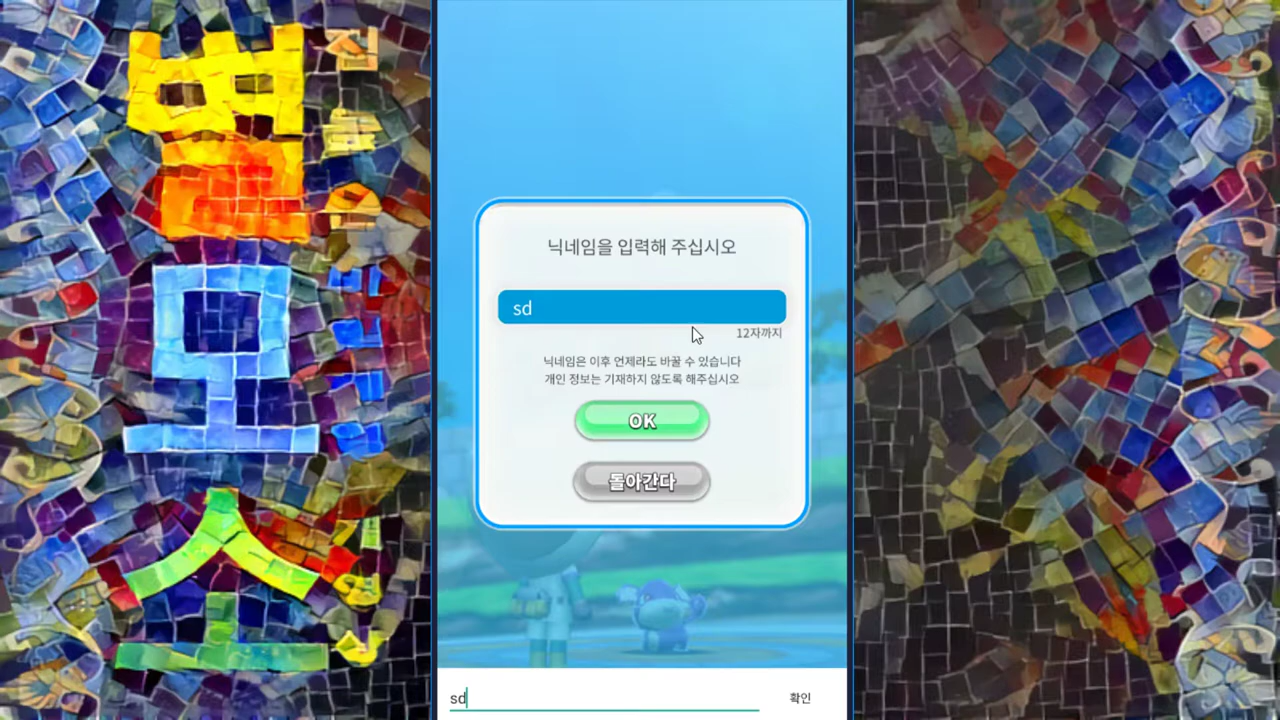 모
소
닉네임을 입력해 주십시오
sd
12자까지
닉네임은 이후 언제라도 바꿀 수 있습니다
개인 정보는 기재하지 않도록 해주십시오
OK
돌아간다
sd
확인